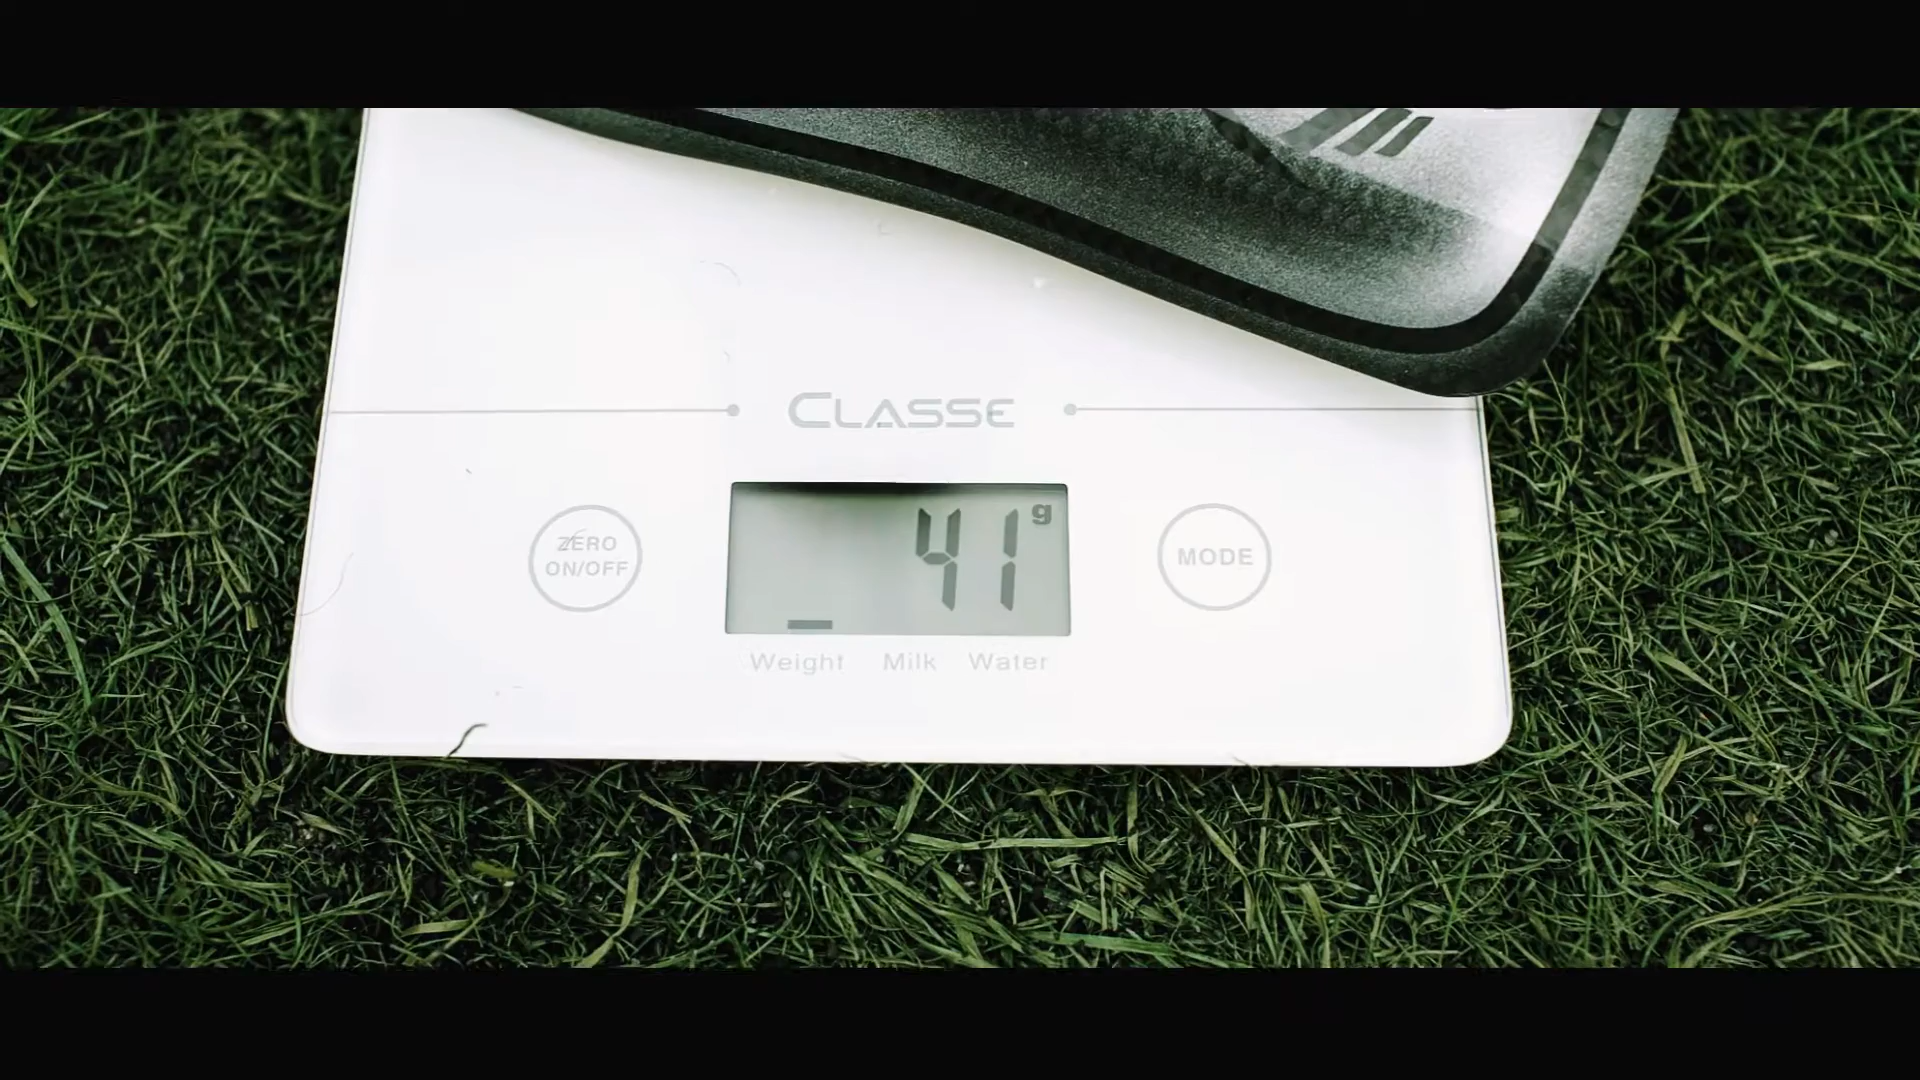 CLASSE
ZERO
ON/OFF
41 g
MODE
Weight Milk Water